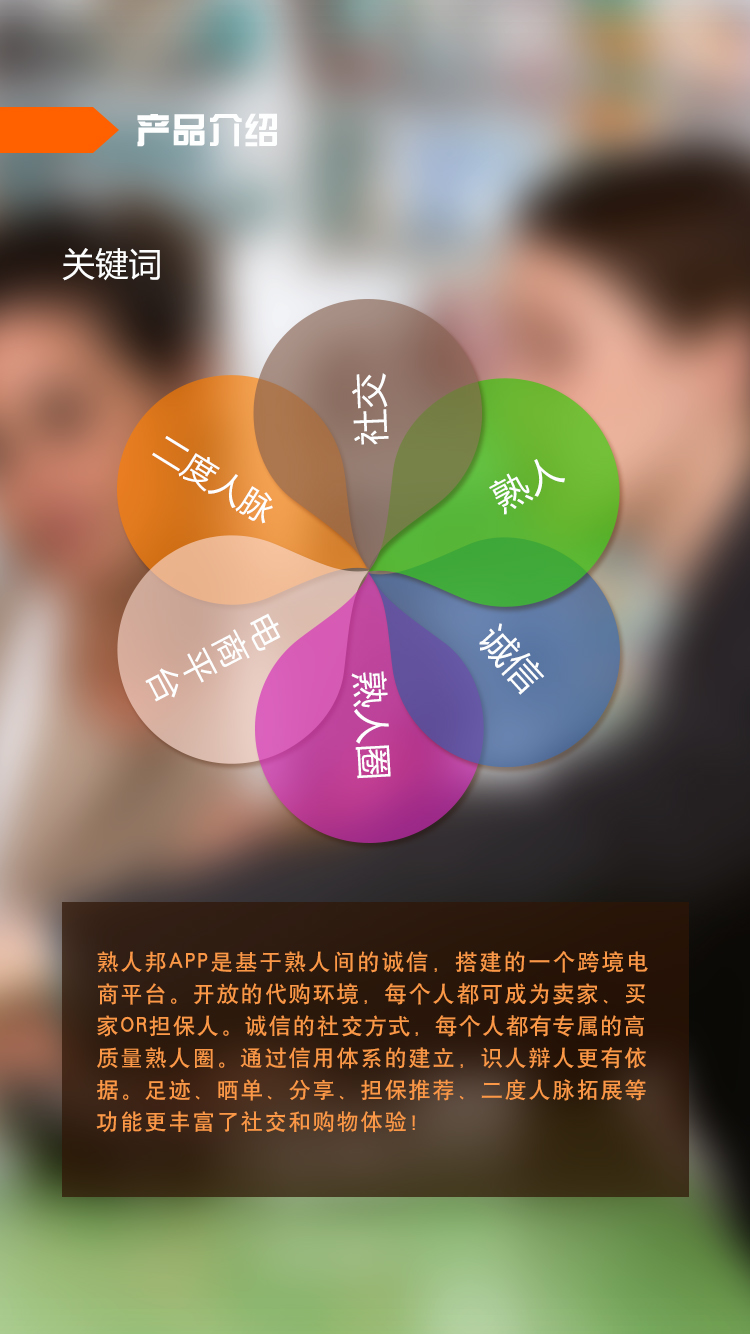 产品介绍
关键词
社交
熟人
诚信
熟人圈
电商平台
二度人脉
熟人邦APP是基于熟人间的诚信，搭建的一个跨境电
商平台。开放的代购环境，每个人都可成为卖家、买
家OR担保人。诚信的社交方式，每个人都有专属的高
质量熟人圈。通过信用体系的建立，识人辩人更有依
据。足迹、晒单、分享、担保推荐、二度人脉拓展等
功能更丰富了社交和购物体验！